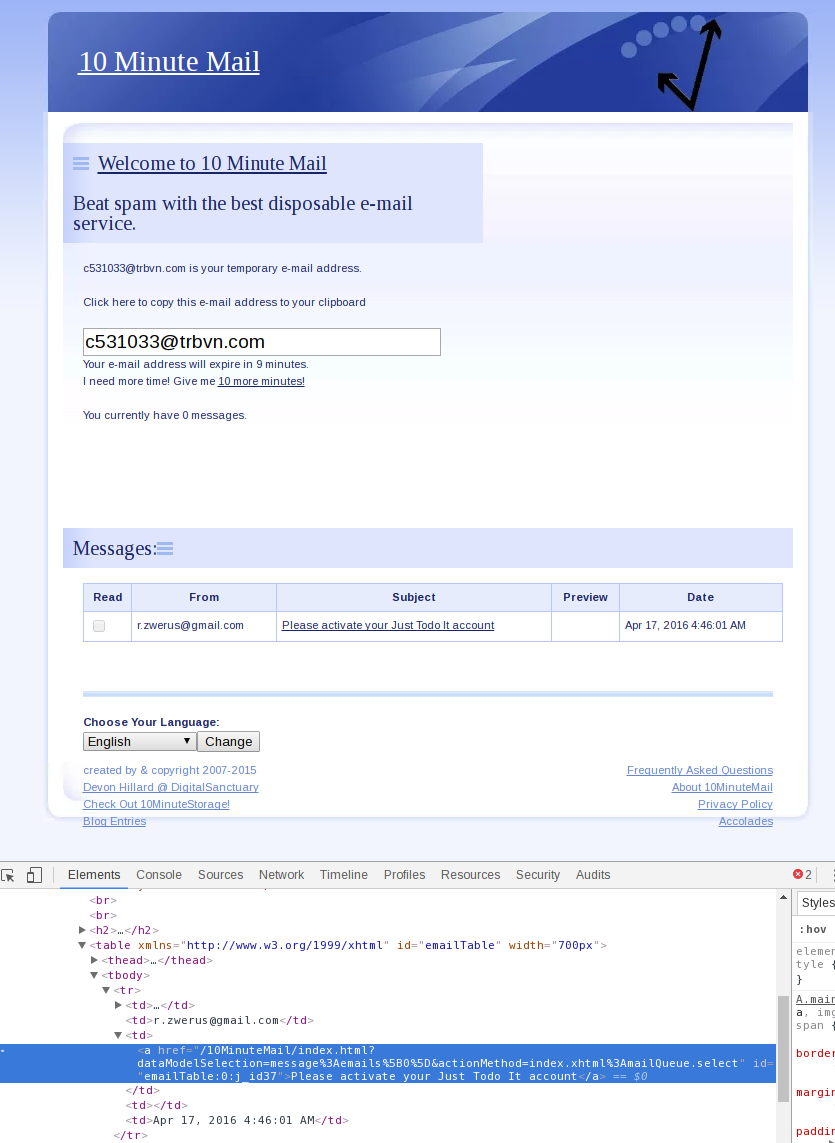 10 Minute Mail
Welcome to 10 Minute Mail
Beat spam with the best disposable e-mail
service.
c531033@trbvn.com is your temporary e-mail address.
Click here to copy this e-mail address to your clipboard
c531033@trbvn.com
Your e-mail address will expire in 9 minutes.
I need more time! Give me 10 more minutes!
You currently have 0 messages.
Messages:
Read From Subject Preview Date
r.zwerus@gmail.com Please activate your Just Todo It account Apr 17, 2016 4:46:01 AM
Choose Your Language:
English Change
created by & copyright 2007-2015 Frequently Asked Questions
Devon Hillard @ DigitalSanctuary About 10MinuteMail
Check Out 10MinuteStorage! Privacy Policy
Blog Entries Accolades
Elements Console Sources Network Timeline Profiles Resources Security Audits 2
<br> Styles
<br>
<h2>…</h2> :hov
<table xmlns="http://www.w3.org/1999/xhtml" id="emailTable" width="700px"> elemen
<thead>…</thead> tyle {
<tbody> }
<tr>
<td>…</td> A.main
<td>r.zwerus@gmail.com</td> a, img
<td> span {
<a href="/10MinuteMail/index.html? borde
dataModelSelection=message%3Aemails%5B0%5D&actionMethod=index.xhtml%3AmailQueue.select" id=
"emailTable:0:j_id37">Please activate your Just Todo It account</a> == $0
</td> margin
<td></td>
<td>Apr 17, 2016 4:46:01 AM</td>
</tr> paddin